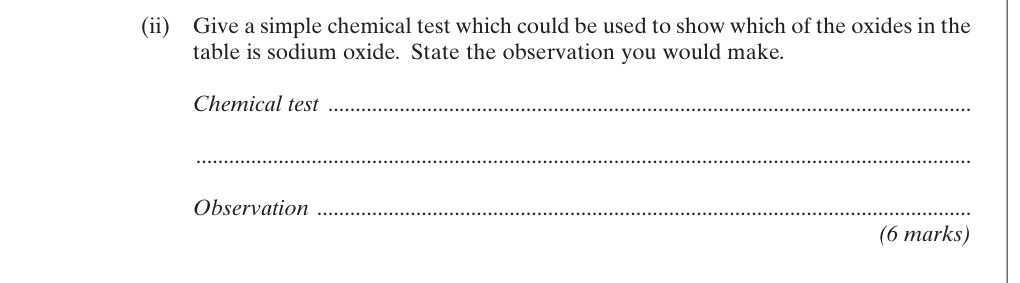 (ii) Give a simple chemical test which could be used to show which of the oxides in the
table is sodium oxide. State the observation you would make.
Chemical test ..........................................................................................................................
..........................................................................................................................................
Observation ..........................................................................................................................
(6 marks)